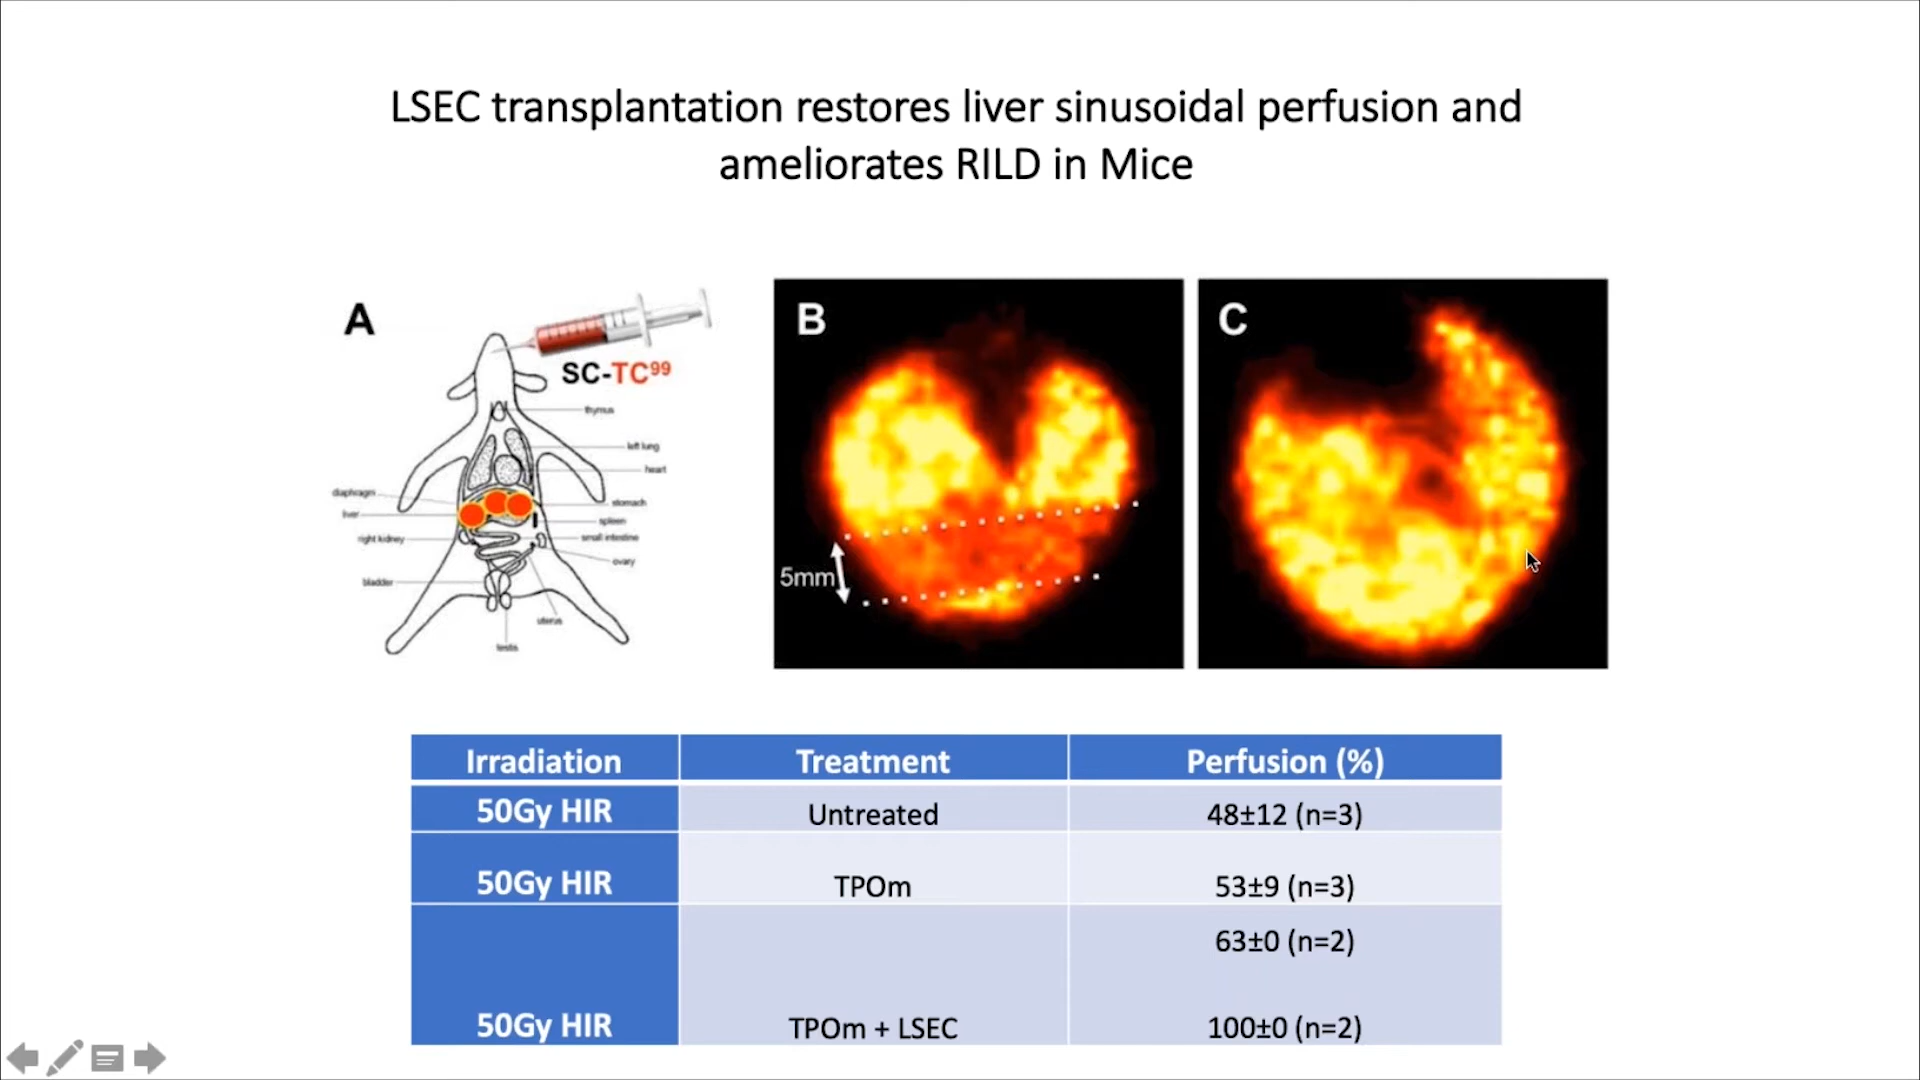 LSEC transplantation restores liver sinusoidal perfusion and
ameliorates RILD in Mice
A
SC-TC99
thymus
left lung
heart
diaphragm
stomach
liver
spleen
right kidney
small intestine
ovary
bladder
uterus
testis
B
5mm
C
Irradiation Treatment Perfusion (%)
50Gy HIR Untreated 48±12 (n=3)
50Gy HIR TPOm 53±9 (n=3)
63±0 (n=2)
50Gy HIR TPOm + LSEC 100±0 (n=2)